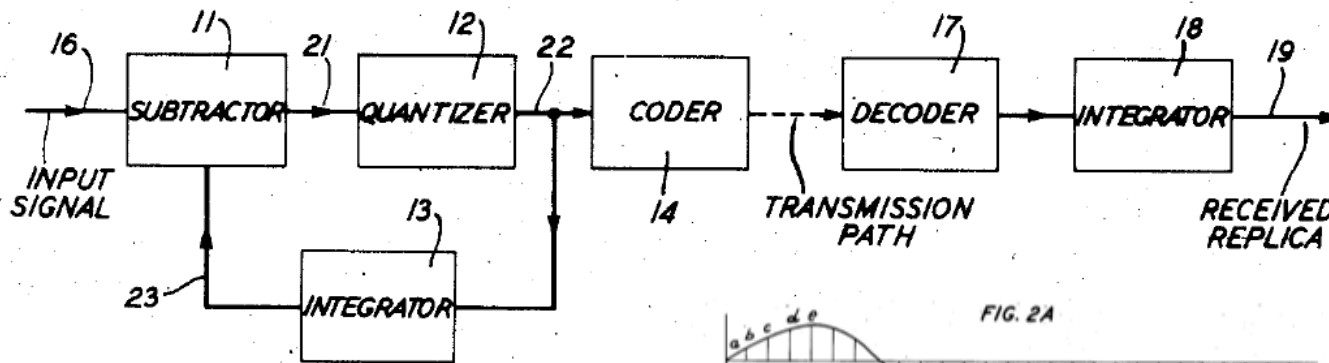 11
12
17
18
16
21
22
19
SUBTRACTOR
QUANTIZER
CODER
DECODER
INTEGRATOR
INPUT
SIGNAL
13
14
TRANSMISSION
PATH
RECEIVED
REPLICA
23
INTEGRATOR
FIG. 2A
a b c d e